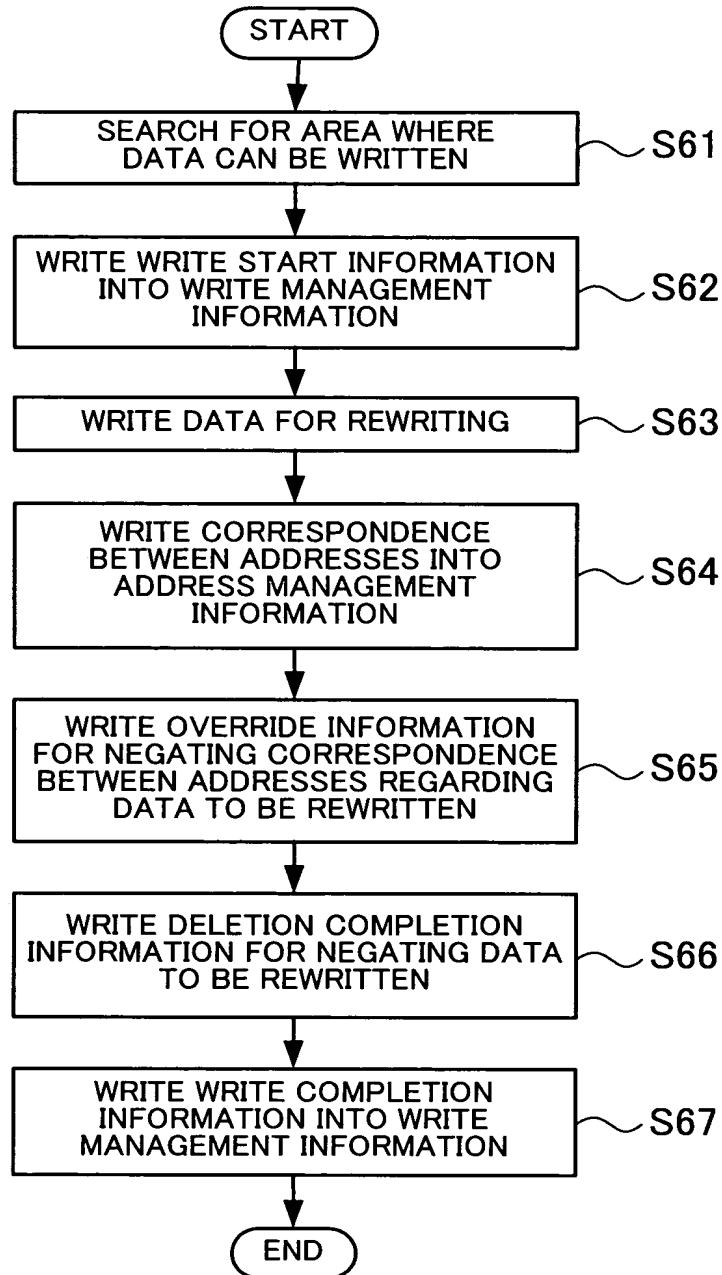 START
SEARCH FOR AREA WHERE
DATA CAN BE WRITTEN
S61
WRITE WRITE START INFORMATION
INTO WRITE MANAGEMENT
INFORMATION
S62
WRITE DATA FOR REWRITING
S63
WRITE CORRESPONDENCE
BETWEEN ADDRESSES INTO
ADDRESS MANAGEMENT
INFORMATION
S64
WRITE OVERRIDE INFORMATION
FOR NEGATING CORRESPONDENCE
BETWEEN ADDRESSES REGARDING
DATA TO BE REWRITTEN
S65
WRITE DELETION COMPLETION
INFORMATION FOR NEGATING DATA
TO BE REWRITTEN
S66
WRITE WRITE COMPLETION
INFORMATION INTO WRITE
MANAGEMENT INFORMATION
S67
END